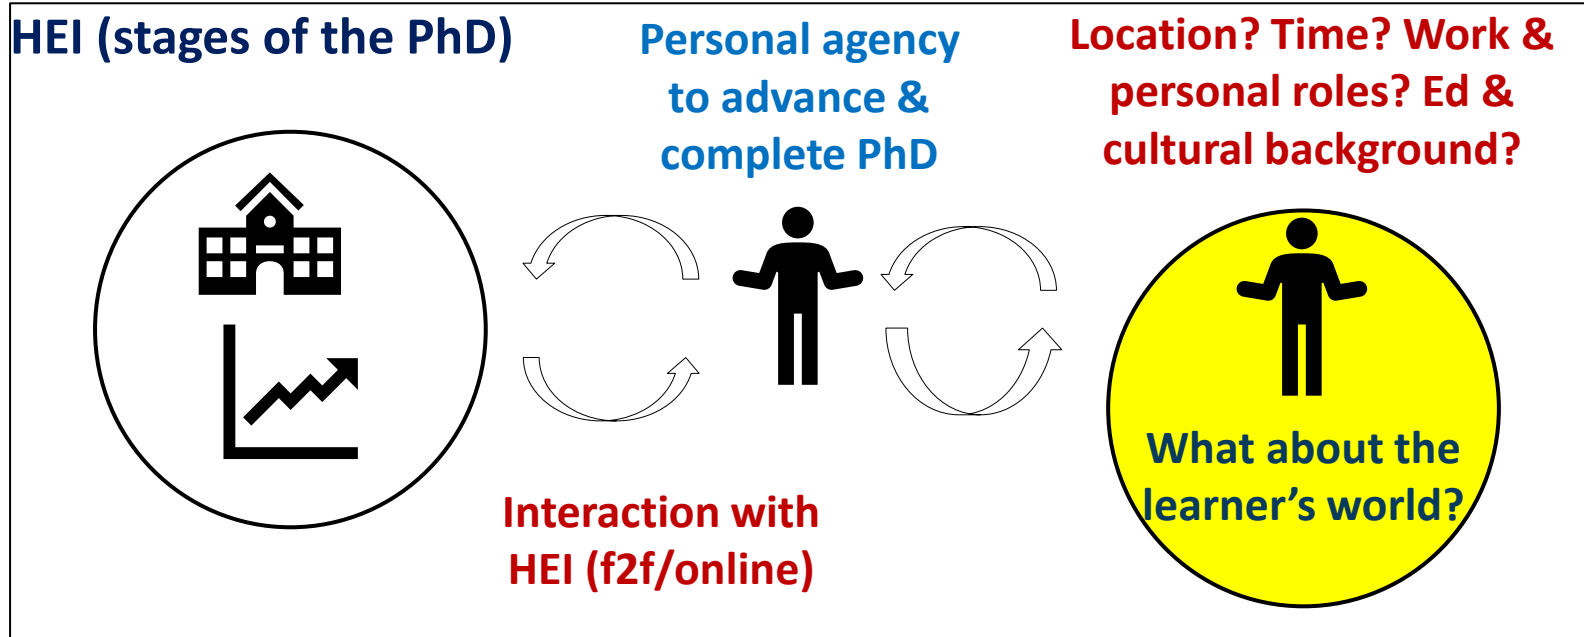 HEI (stages of the PhD)
Personal agency
to advance &
complete PhD
Location? Time? Work &
personal roles? Ed &
cultural background?
Interaction with
HEI (f2f/online)
What about the
learner’s world?